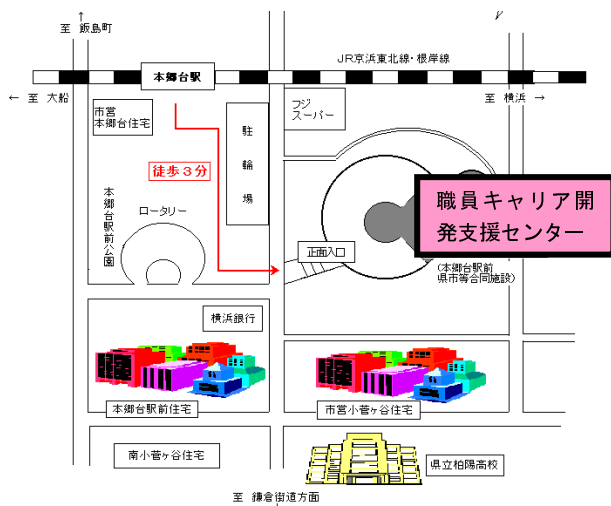 至 飯島町
本郷台駅
JR京浜東北線・根岸線
← 至 大船
至 横浜 →
市営
本郷台住宅
駐輪場
フジ
スーパー
徒歩3分
本郷台駅前公園
ロータリー
職員キャリア開
発支援センター
正面入口
(本郷台駅前
県市等合同施設)
横浜銀行
本郷台駅前住宅
市営小菅ヶ谷住宅
南小菅ヶ谷住宅
県立柏陽高校
至 鎌倉街道方面